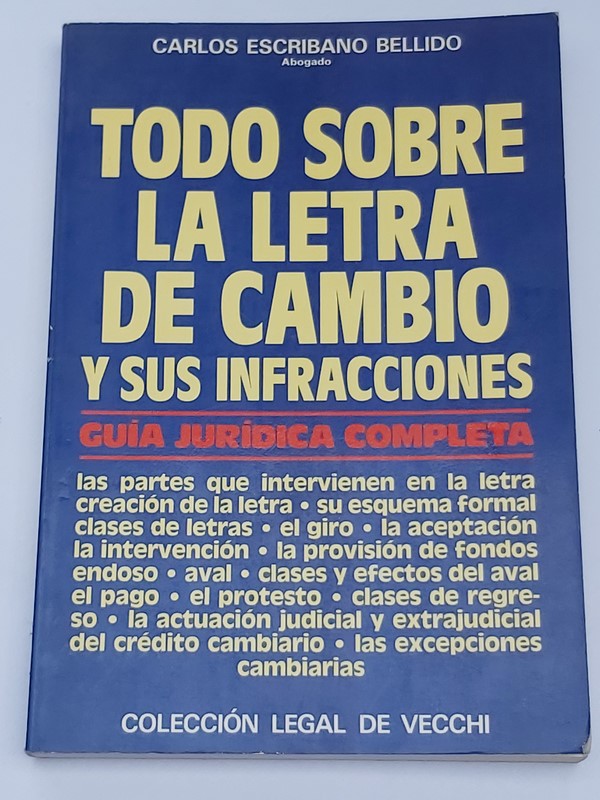 CARLOS ESCRIBANO BELLIDO
Abogado
TODO SOBRE
LA LETRA
DE CAMBIO
Y SUS INFRACCIONES
GUÍA JURÍDICA COMPLETA
las partes que intervienen en la letra
creación de la letra • su esquema formal
clases de letras • el giro • la aceptación
la intervención • la provisión de fondos
endoso • aval • clases y efectos del aval
el pago • el protesto • clases de regre-
so • la actuación judicial y extrajudicial
del crédito cambiario • las excepciones
cambiarias
COLECCIÓN LEGAL DE VECCHI